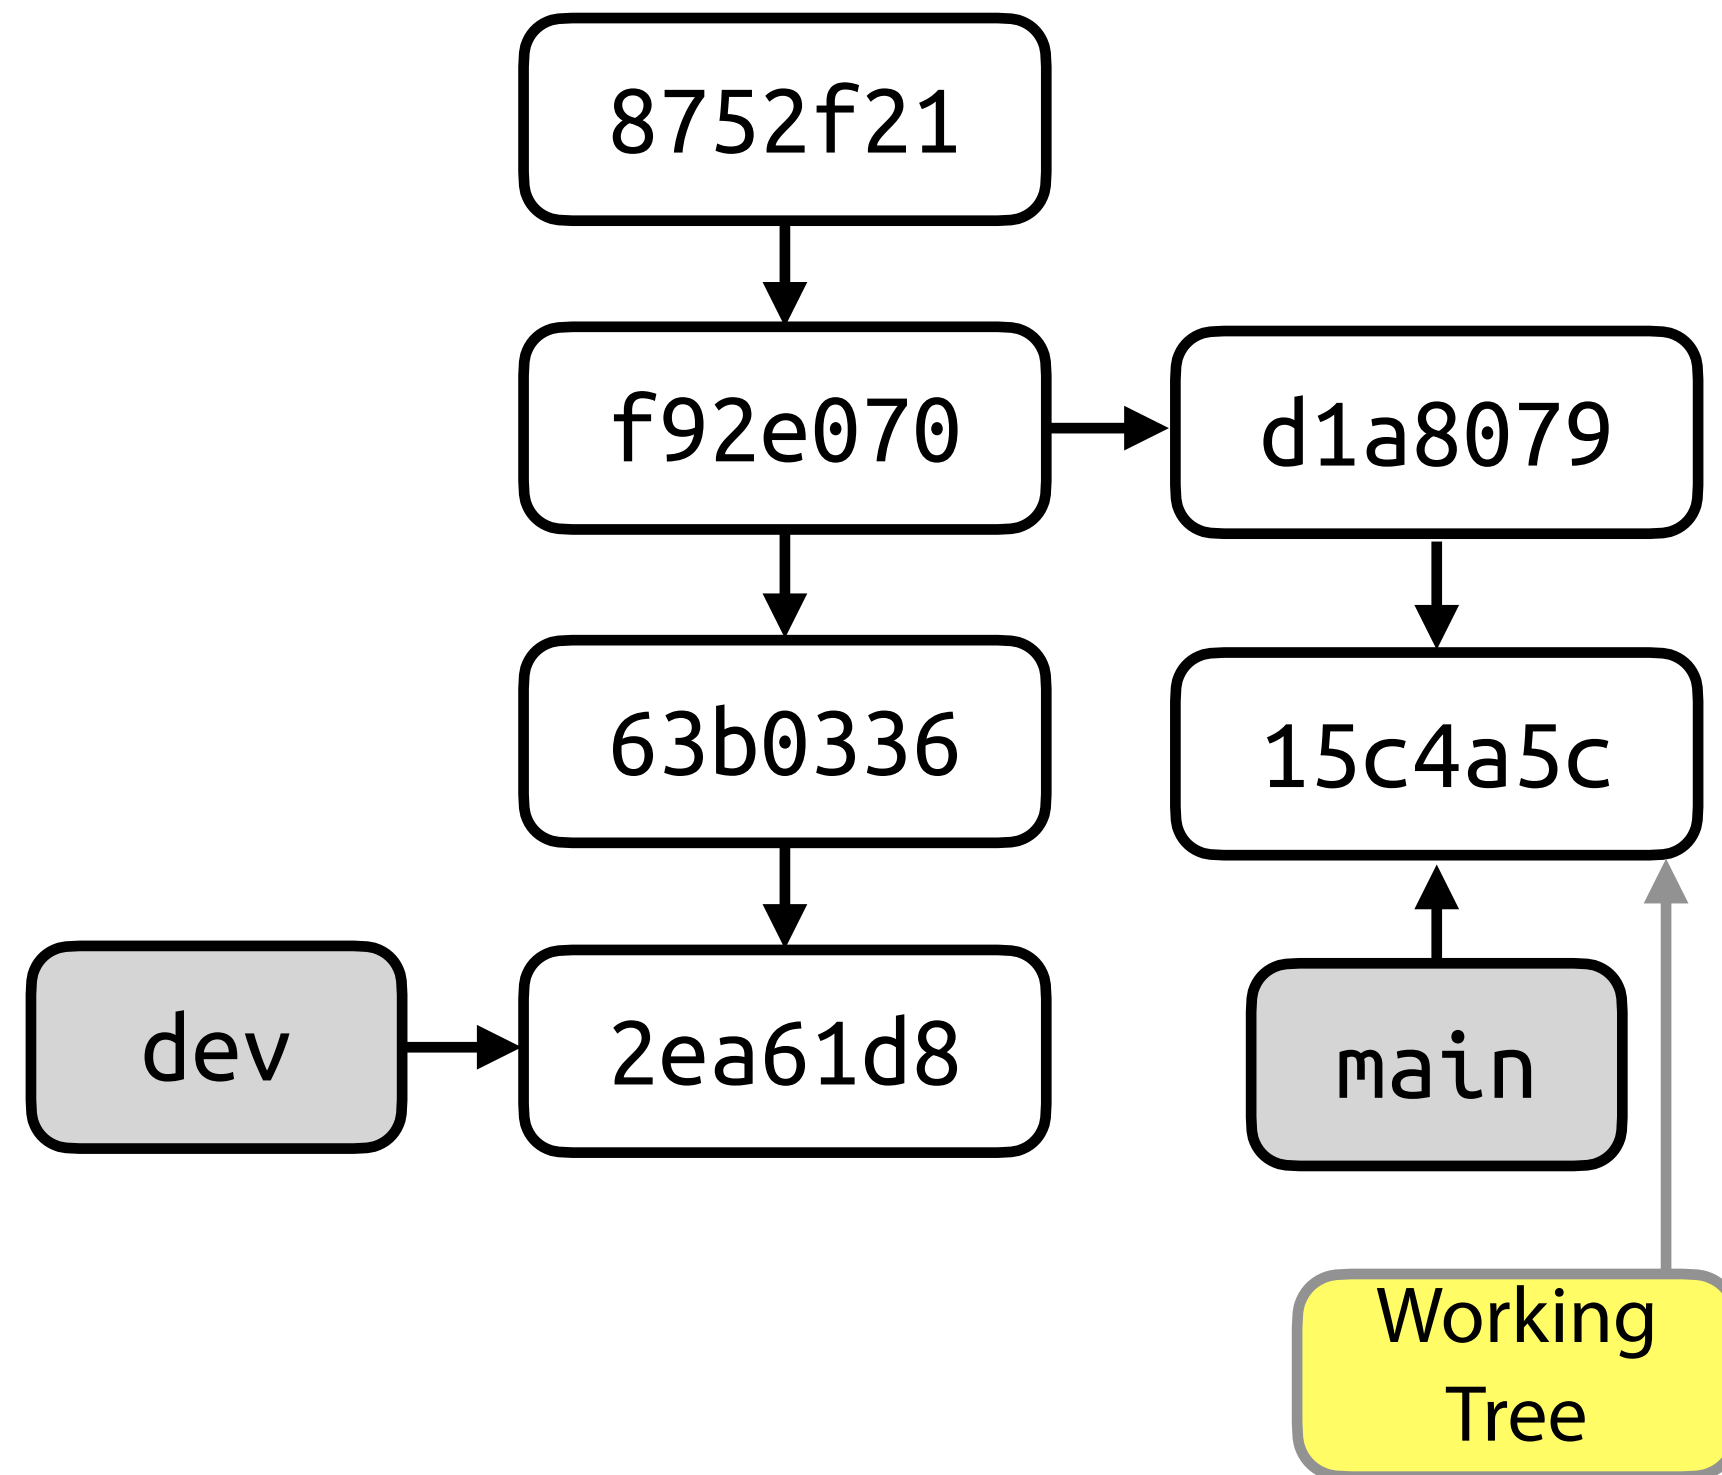 8752f21
f92e070
d1a8079
63b0336
15c4a5c
dev
2ea61d8
main
Working
Tree